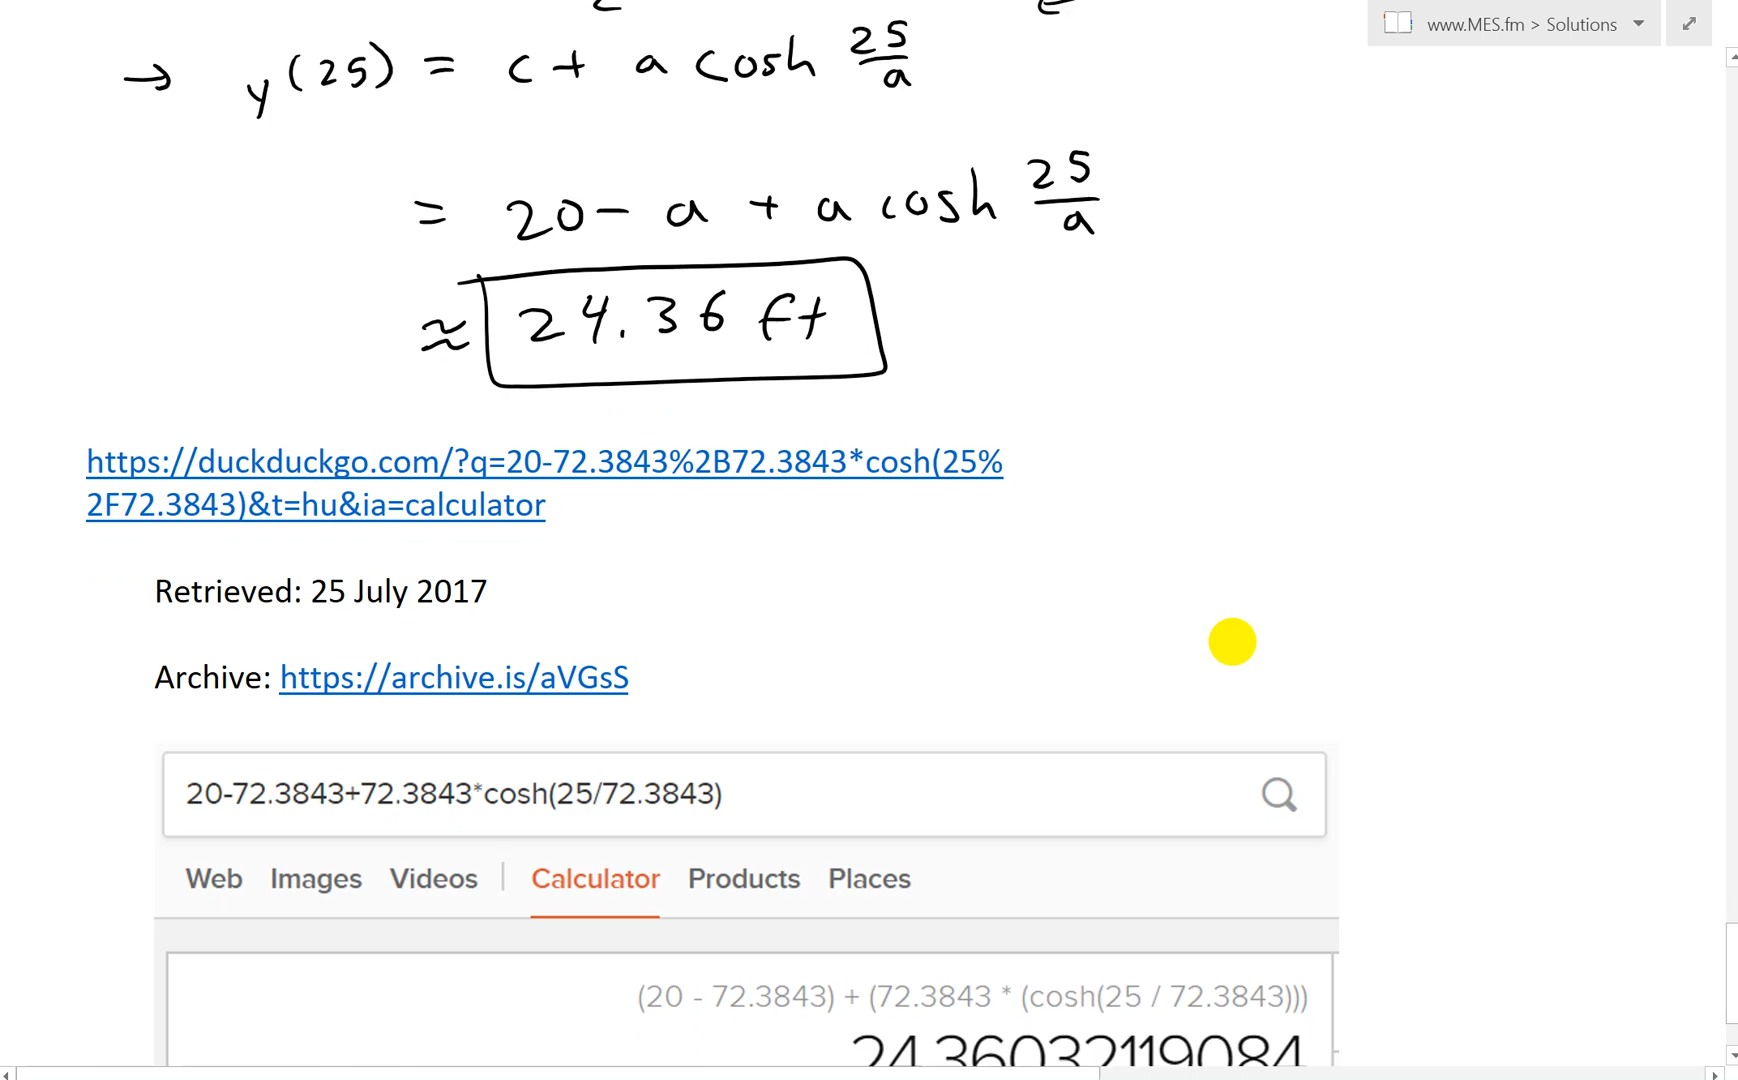 www.MES.fm > Solutions
→ y(25) = c + a cosh 25/a
= 20 - a + a cosh 25/a
≈ 24.36 ft
https://duckduckgo.com/?q=20-72.3843%2B72.3843*cosh(25%
2F72.3843)&t=hu&ia=calculator
Retrieved: 25 July 2017
Archive: https://archive.is/aVGsS
20-72.3843+72.3843*cosh(25/72.3843)
Web Images Videos | Calculator Products Places
(20 - 72.3843) + (72.3843 * (cosh(25 / 72.3843)))
24.36032119084